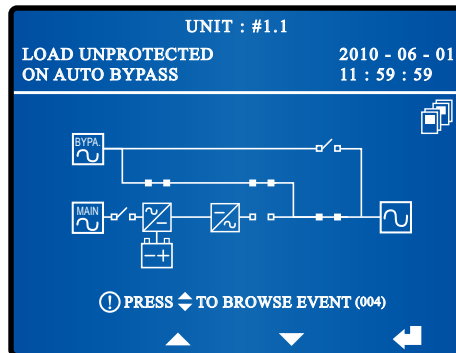 UNIT : #1.1
LOAD UNPROTECTED 2010 - 06 - 01
ON AUTO BYPASS 11 : 59 : 59
BYPA.
MAIN
! PRESS TO BROWSE EVENT (004)